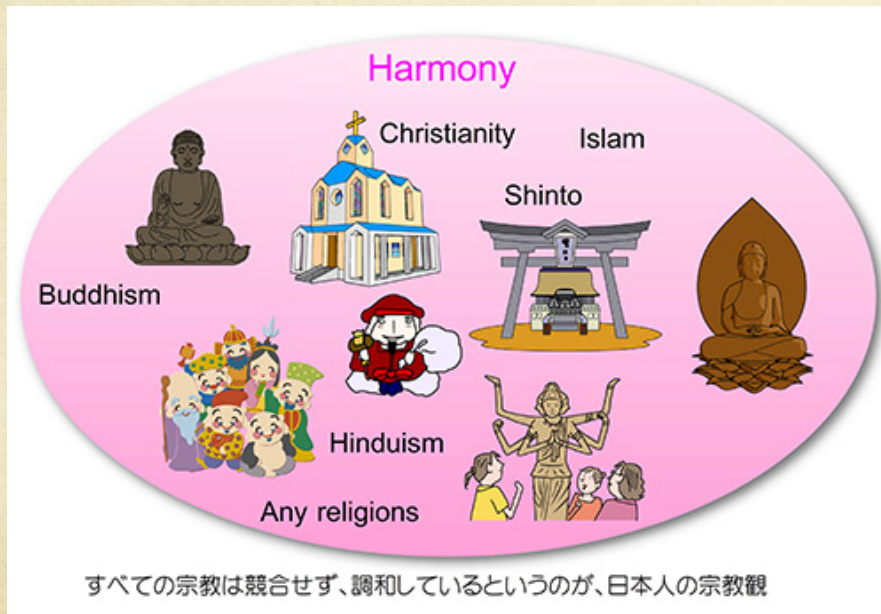 Harmony
Christianity
Islam
Shinto
Buddhism
Hinduism
Any religions
すべての宗教は競合せず、調和しているというのが、日本人の宗教観